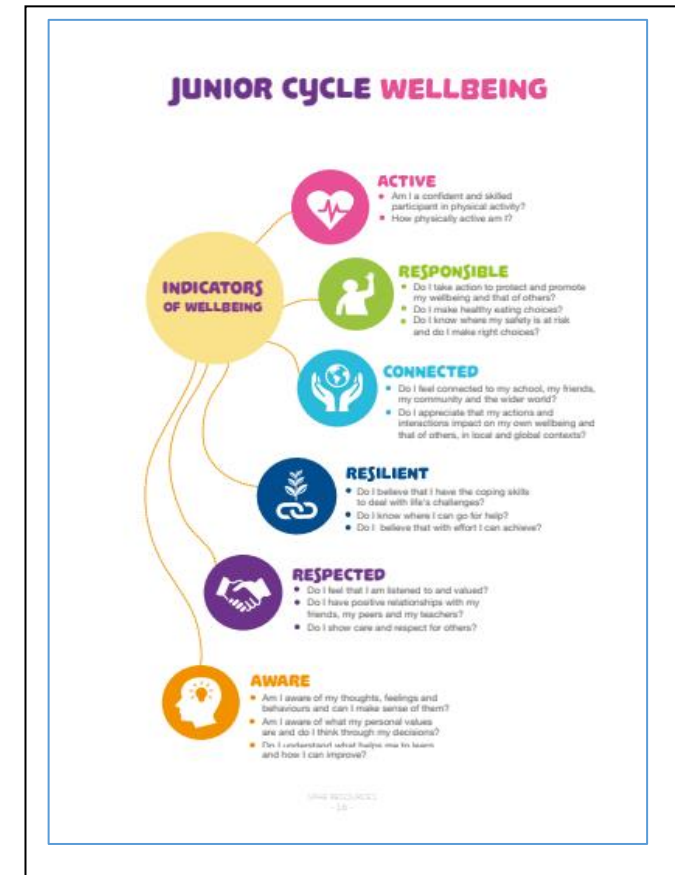 JUNIOR CYCLE WELLBEING
ACTIVE
• Am I a confident and skilled
participant in physical activity?
• How physically active am I?
INDICATORS
OF WELLBEING
RESPONSIBLE
• Do I take action to protect and promote
my wellbeing and that of others?
• Do I make healthy eating choices?
• Do I know where my safety is at risk
and do I make right choices?
CONNECTED
• Do I feel connected to my school, my friends,
my community and the wider world?
• Do I appreciate that my actions and
interactions impact on my own wellbeing and
that of others, in local and global contexts?
RESILIENT
• Do I believe that I have the coping skills
to deal with life's challenges?
• Do I know where I can go for help?
• Do I believe that with effort I can achieve?
RESPECTED
• Do I feel that I am listened to and valued?
• Do I have positive relationships with my
friends, my peers and my teachers?
• Do I show care and respect for others?
AWARE
• Am I aware of my thoughts, feelings and
behaviours and can I make sense of them?
• Am I aware of what my personal values
are and do I think through my decisions?
• Do I understand what helps me to learn
and how I can improve?
RESOURCES